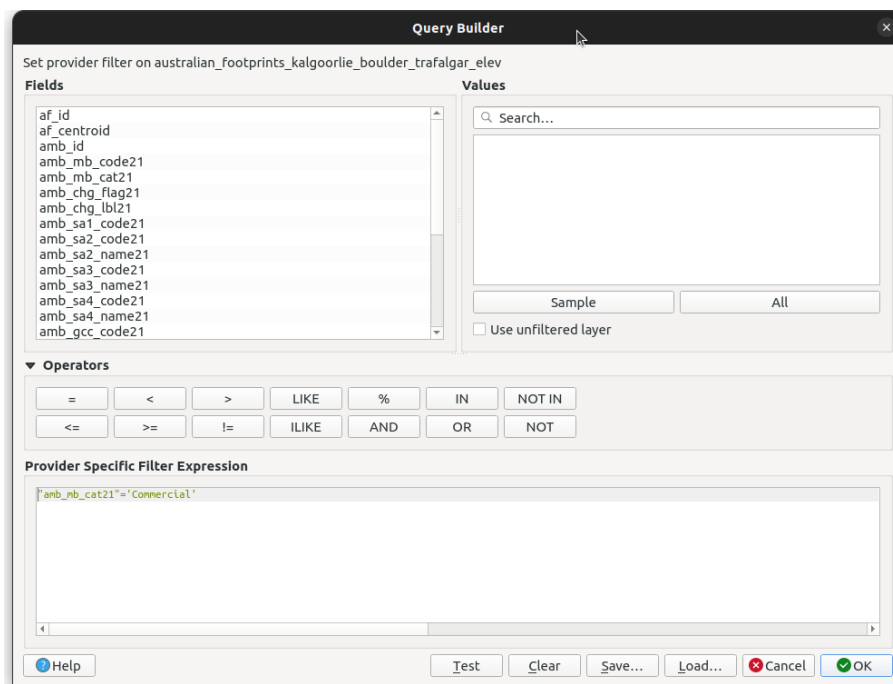 Query Builder
Set provider filter on australian_footprints_kalgoorlie_boulder_trafalgar_elev
Fields
af_id
af_centroid
amb_id
amb_mb_code21
amb_mb_cat21
amb_chg_flag21
amb_chg_lbl21
amb_sa1_code21
amb_sa2_code21
amb_sa2_name21
amb_sa3_code21
amb_sa3_name21
amb_sa4_code21
amb_sa4_name21
amb_gcc_code21
Values
Search...
Sample All
Use unfiltered layer
Operators
= < > LIKE % IN NOT IN
<= >= != ILIKE AND OR NOT
Provider Specific Filter Expression
"amb_mb_cat21"='Commercial'
Help Test Clear Save... Load... Cancel OK